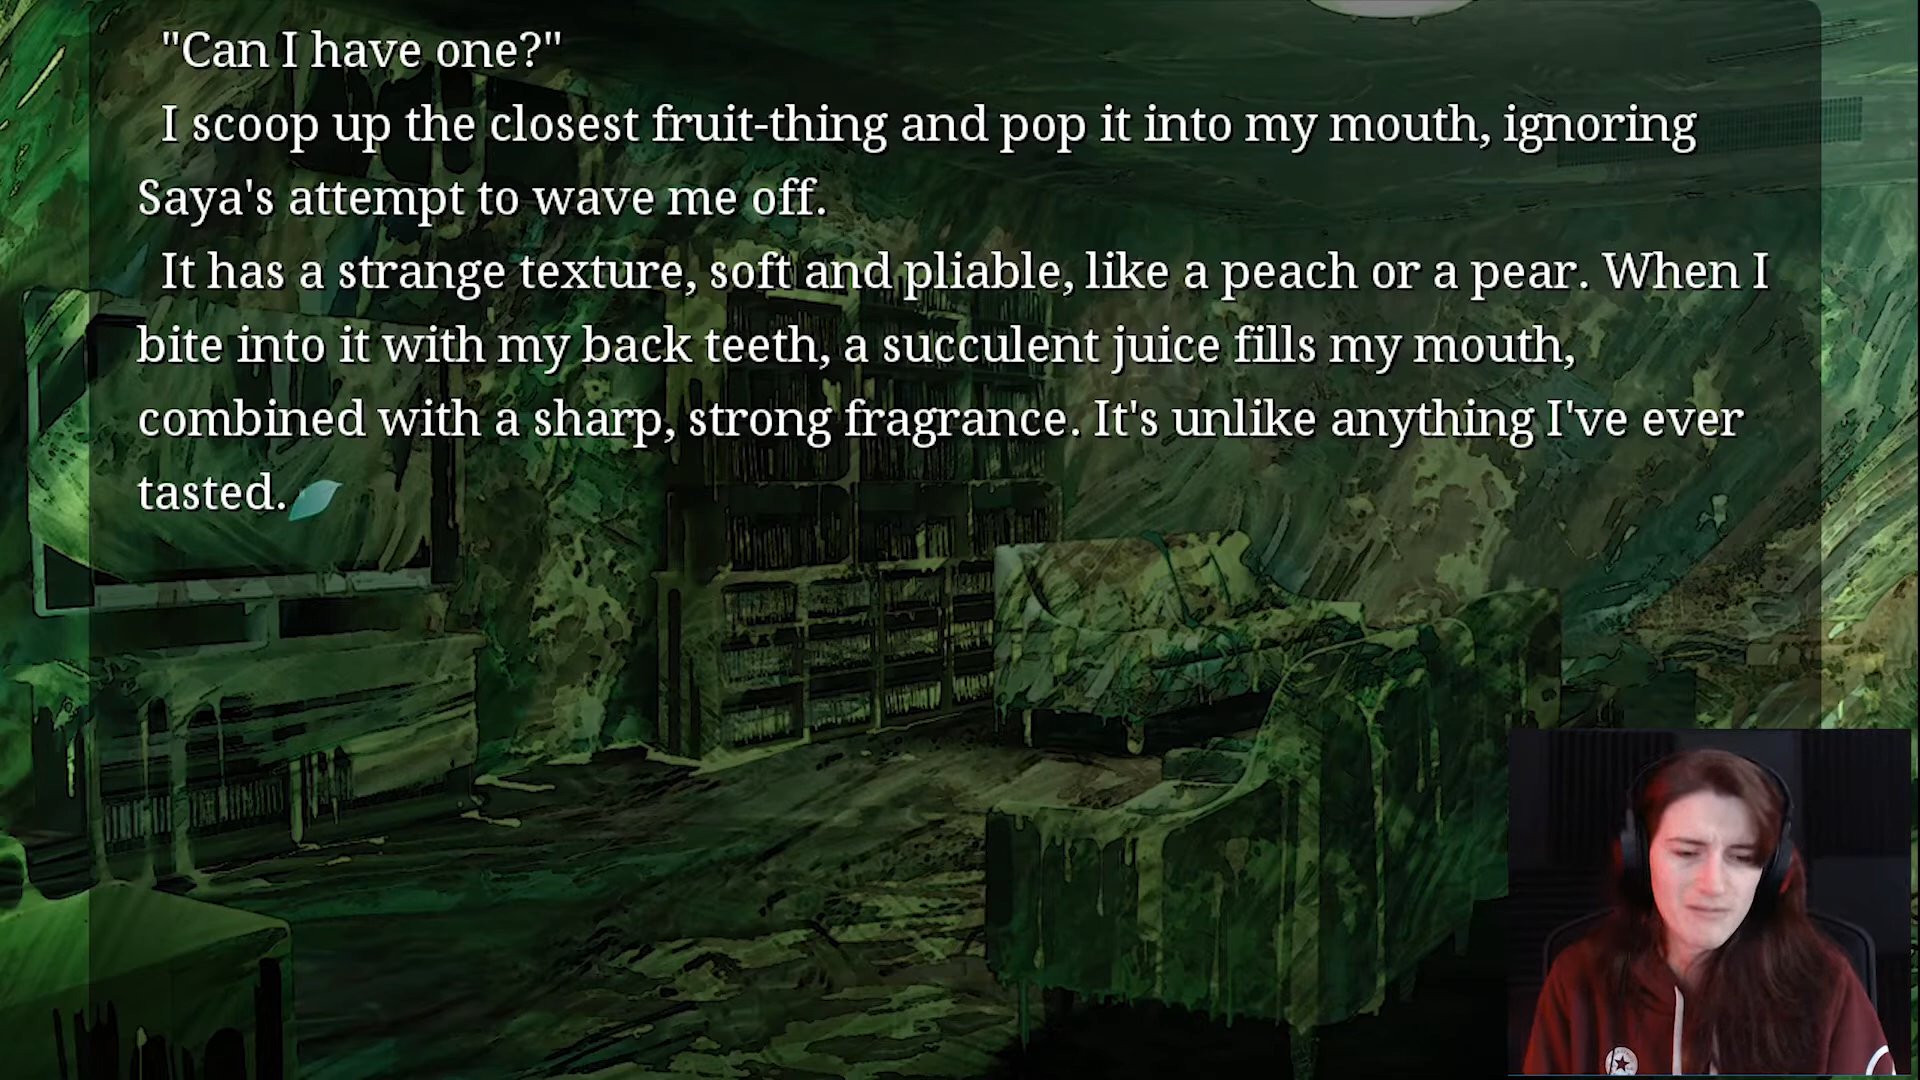 "Can I have one?"
I scoop up the closest fruit-thing and pop it into my mouth, ignoring
Saya's attempt to wave me off.
It has a strange texture, soft and pliable, like a peach or a pear. When I
bite into it with my back teeth, a succulent juice fills my mouth,
combined with a sharp, strong fragrance. It's unlike anything I've ever
tasted.